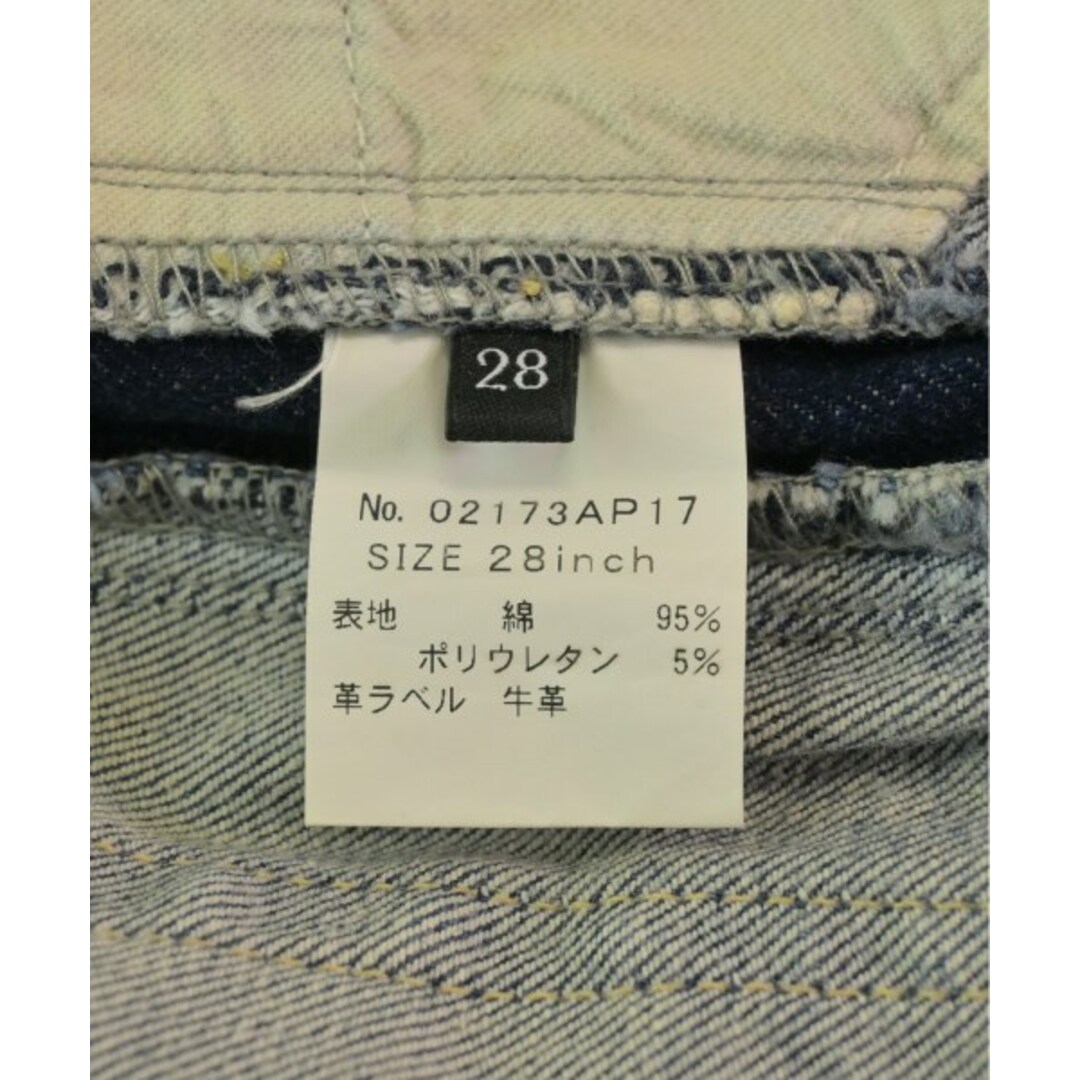 28
No. 02173AP17
SIZE 28inch
表地 綿 95%
ポリウレタン 5%
革ラベル 牛革